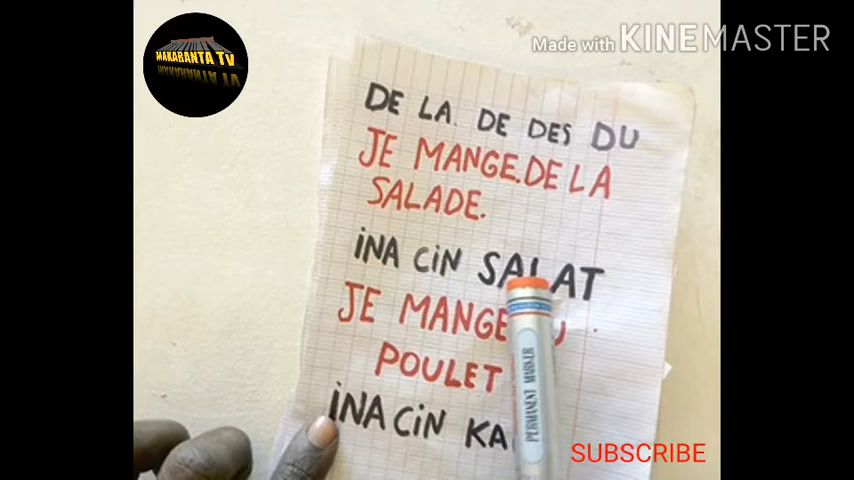 MAKARANTA TV
Made with KINEMASTER
DE LA. DE DES DU
JE MANGE.DE LA
SALADE.
iNA CiN SALAT
JE MANGE
POULET
iNA CiN
PERMANENT MARKER
SUBSCRIBE